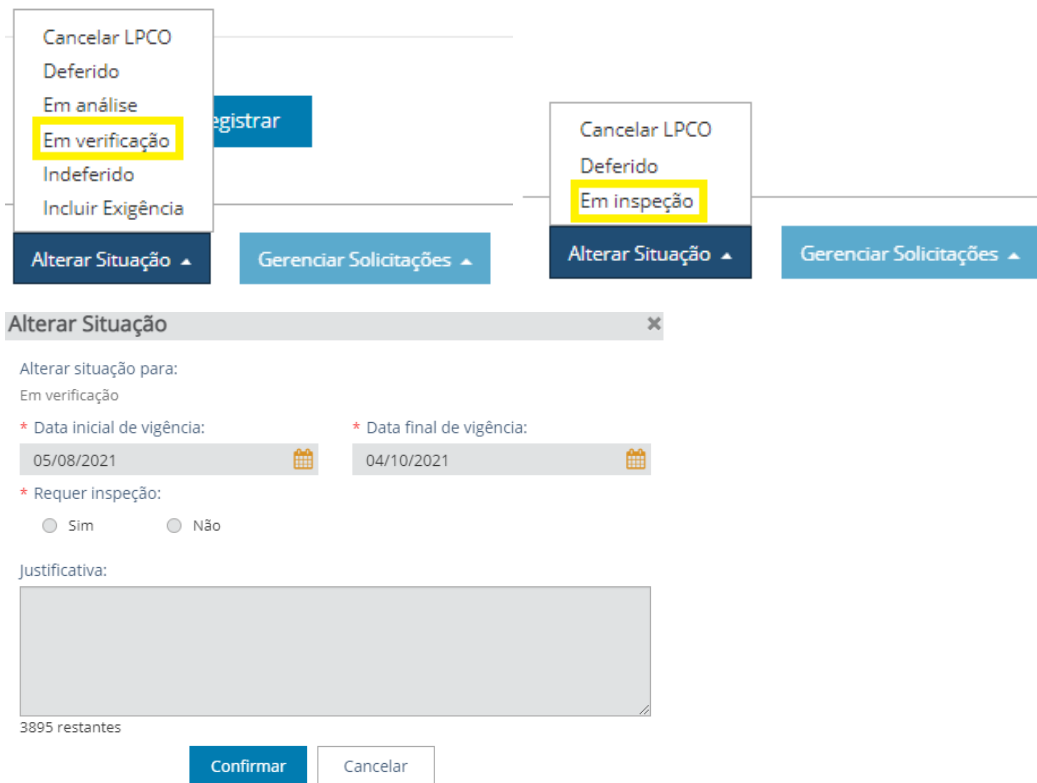 Cancelar LPCO
Deferido
Em análise
Em verificação
egistrar
Indeferido
Incluir Exigência
Alterar Situação
Gerenciar Solicitações
Cancelar LPCO
Deferido
Em inspeção
Alterar Situação
Gerenciar Solicitações
Alterar Situação
Alterar situação para:
Em verificação
* Data inicial de vigência: * Data final de vigência:
05/08/2021 04/10/2021
* Requer inspeção:
Sim Não
Justificativa:
3895 restantes
Confirmar Cancelar